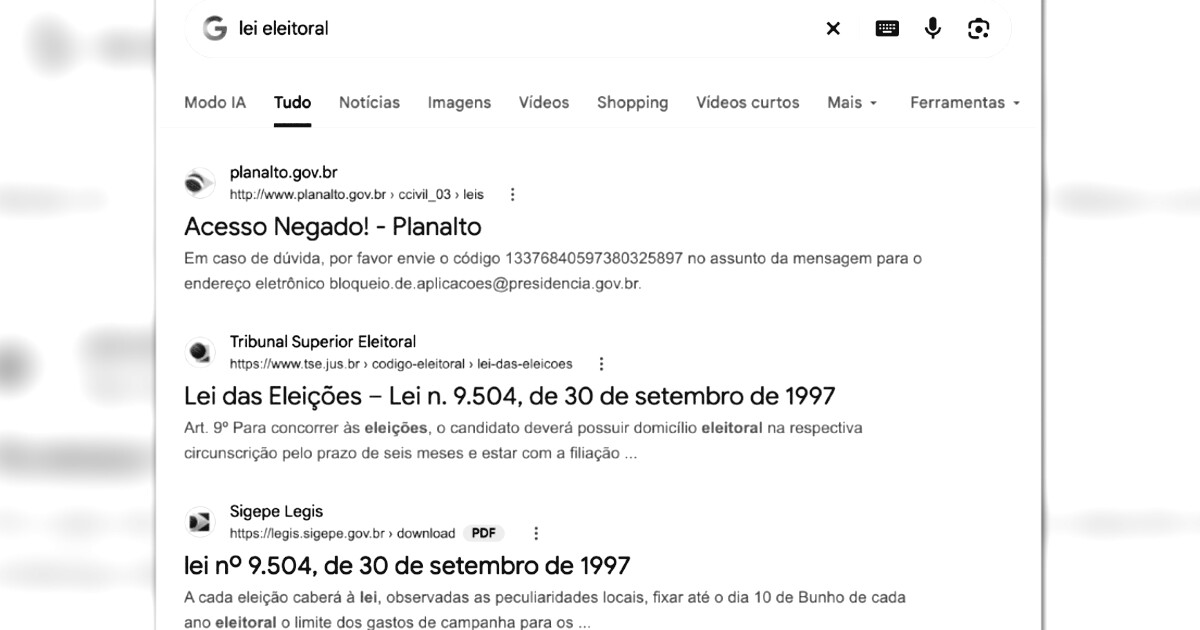 lei eleitoral
Modo IA Tudo Notícias Imagens Vídeos Shopping Vídeos curtos Mais Ferramentas
planalto.gov.br
http://www.planalto.gov.br › ccivil_03 › leis
Acesso Negado! - Planalto
Em caso de dúvida, por favor envie o código 13376840597380325897 no assunto da mensagem para o
endereço eletrônico bloqueio.de.aplicacoes@presidencia.gov.br.
Tribunal Superior Eleitoral
https://www.tse.jus.br › codigo-eleitoral › lei-das-eleicoes
Lei das Eleições – Lei n. 9.504, de 30 de setembro de 1997
Art. 9º Para concorrer às eleições, o candidato deverá possuir domicílio eleitoral na respectiva
circunscrição pelo prazo de seis meses e estar com a filiação ...
Sigepe Legis
https://legis.sigepe.gov.br › download PDF
lei nº 9.504, de 30 de setembro de 1997
A cada eleição caberá à lei, observadas as peculiaridades locais, fixar até o dia 10 de Bunho de cada
ano eleitoral o limite dos gastos de campanha para os ...